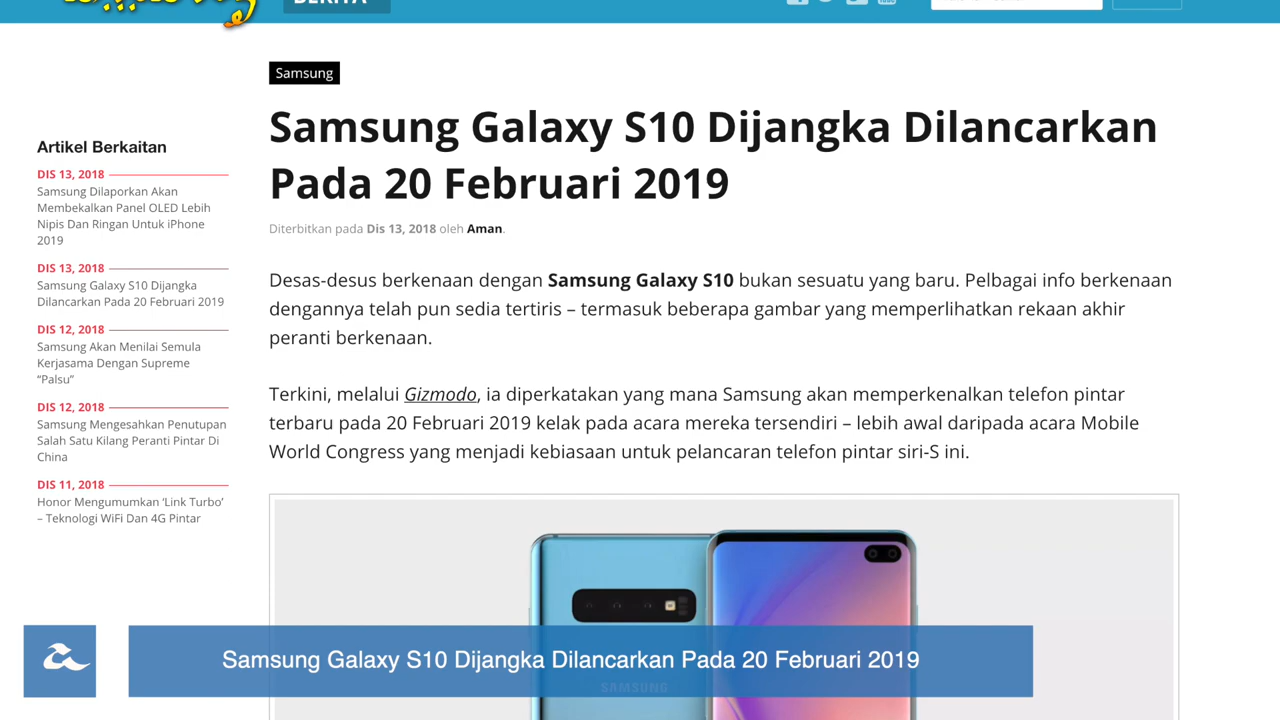 BERITA
Samsung
Samsung Galaxy S10 Dijangka Dilancarkan
Pada 20 Februari 2019
Diterbitkan pada Dis 13, 2018 oleh Aman.
Desas-desus berkenaan dengan Samsung Galaxy S10 bukan sesuatu yang baru. Pelbagai info berkenaan
dengannya telah pun sedia tertiris – termasuk beberapa gambar yang memperlihatkan rekaan akhir
peranti berkenaan.
Terkini, melalui Gizmodo, ia diperkatakan yang mana Samsung akan memperkenalkan telefon pintar
terbaru pada 20 Februari 2019 kelak pada acara mereka tersendiri – lebih awal daripada acara Mobile
World Congress yang menjadi kebiasaan untuk pelancaran telefon pintar siri-S ini.
Artikel Berkaitan
DIS 13, 2018
Samsung Dilaporkan Akan
Membekalkan Panel OLED Lebih
Nipis Dan Ringan Untuk iPhone
2019
DIS 13, 2018
Samsung Galaxy S10 Dijangka
Dilancarkan Pada 20 Februari 2019
DIS 12, 2018
Samsung Akan Menilai Semula
Kerjasama Dengan Supreme
“Palsu”
DIS 12, 2018
Samsung Mengesahkan Penutupan
Salah Satu Kilang Peranti Pintar Di
China
DIS 11, 2018
Honor Mengumumkan ‘Link Turbo’
– Teknologi WiFi Dan 4G Pintar
Samsung Galaxy S10 Dijangka Dilancarkan Pada 20 Februari 2019
SAMSUNG